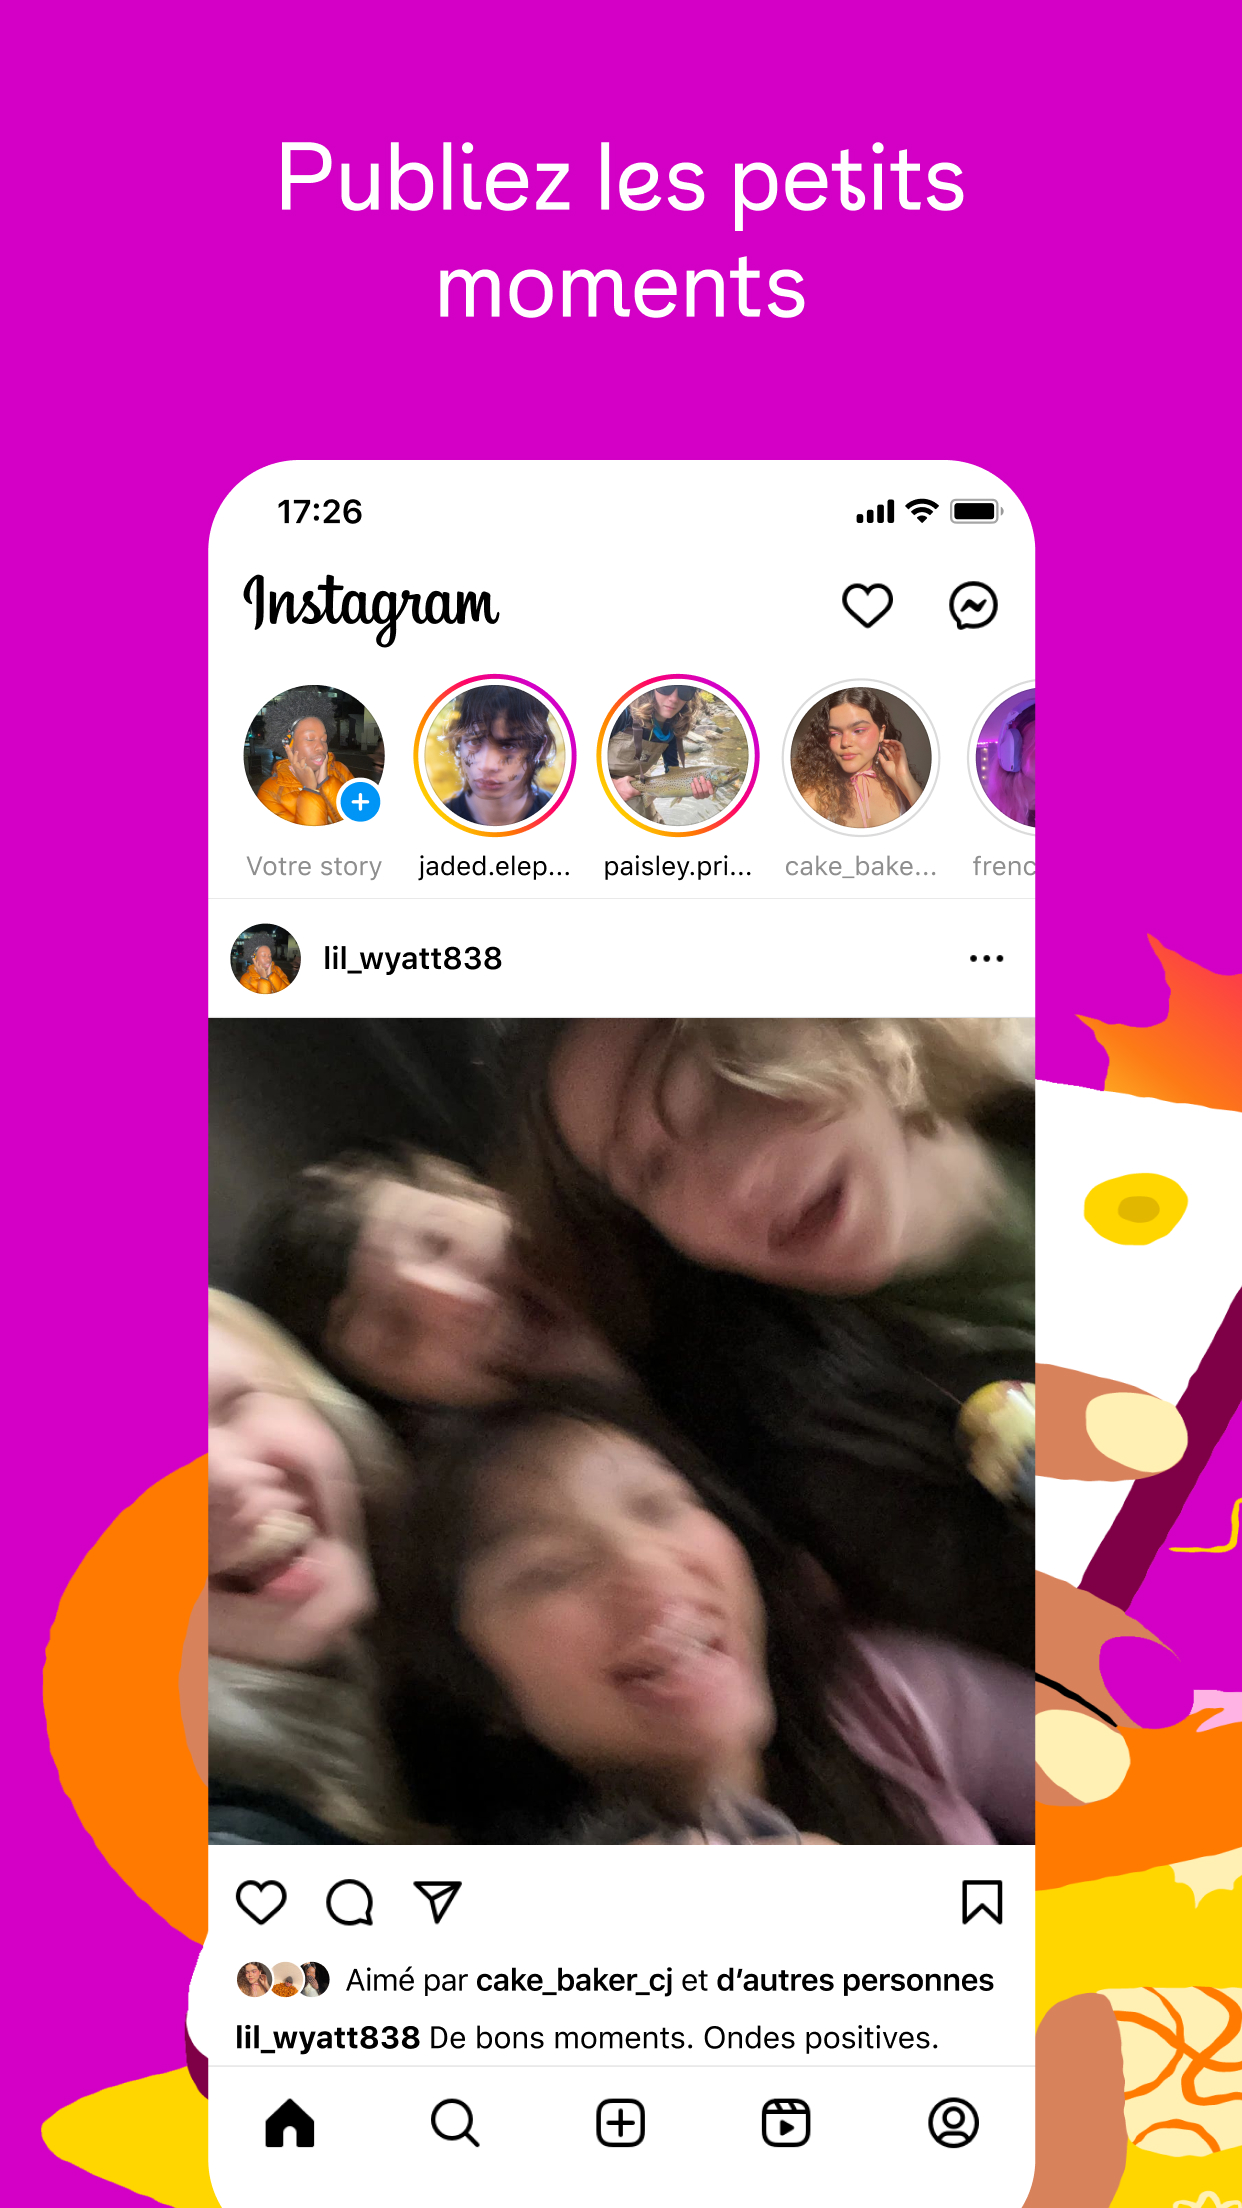 Publiez les petits
moments
17:26
Instagram
Votre story
jaded.elep...
paisley.pri...
cake_bake...
frenc
lil_wyatt838
Aimé par cake_baker_cj et d’autres personnes
lil_wyatt838 De bons moments. Ondes positives.